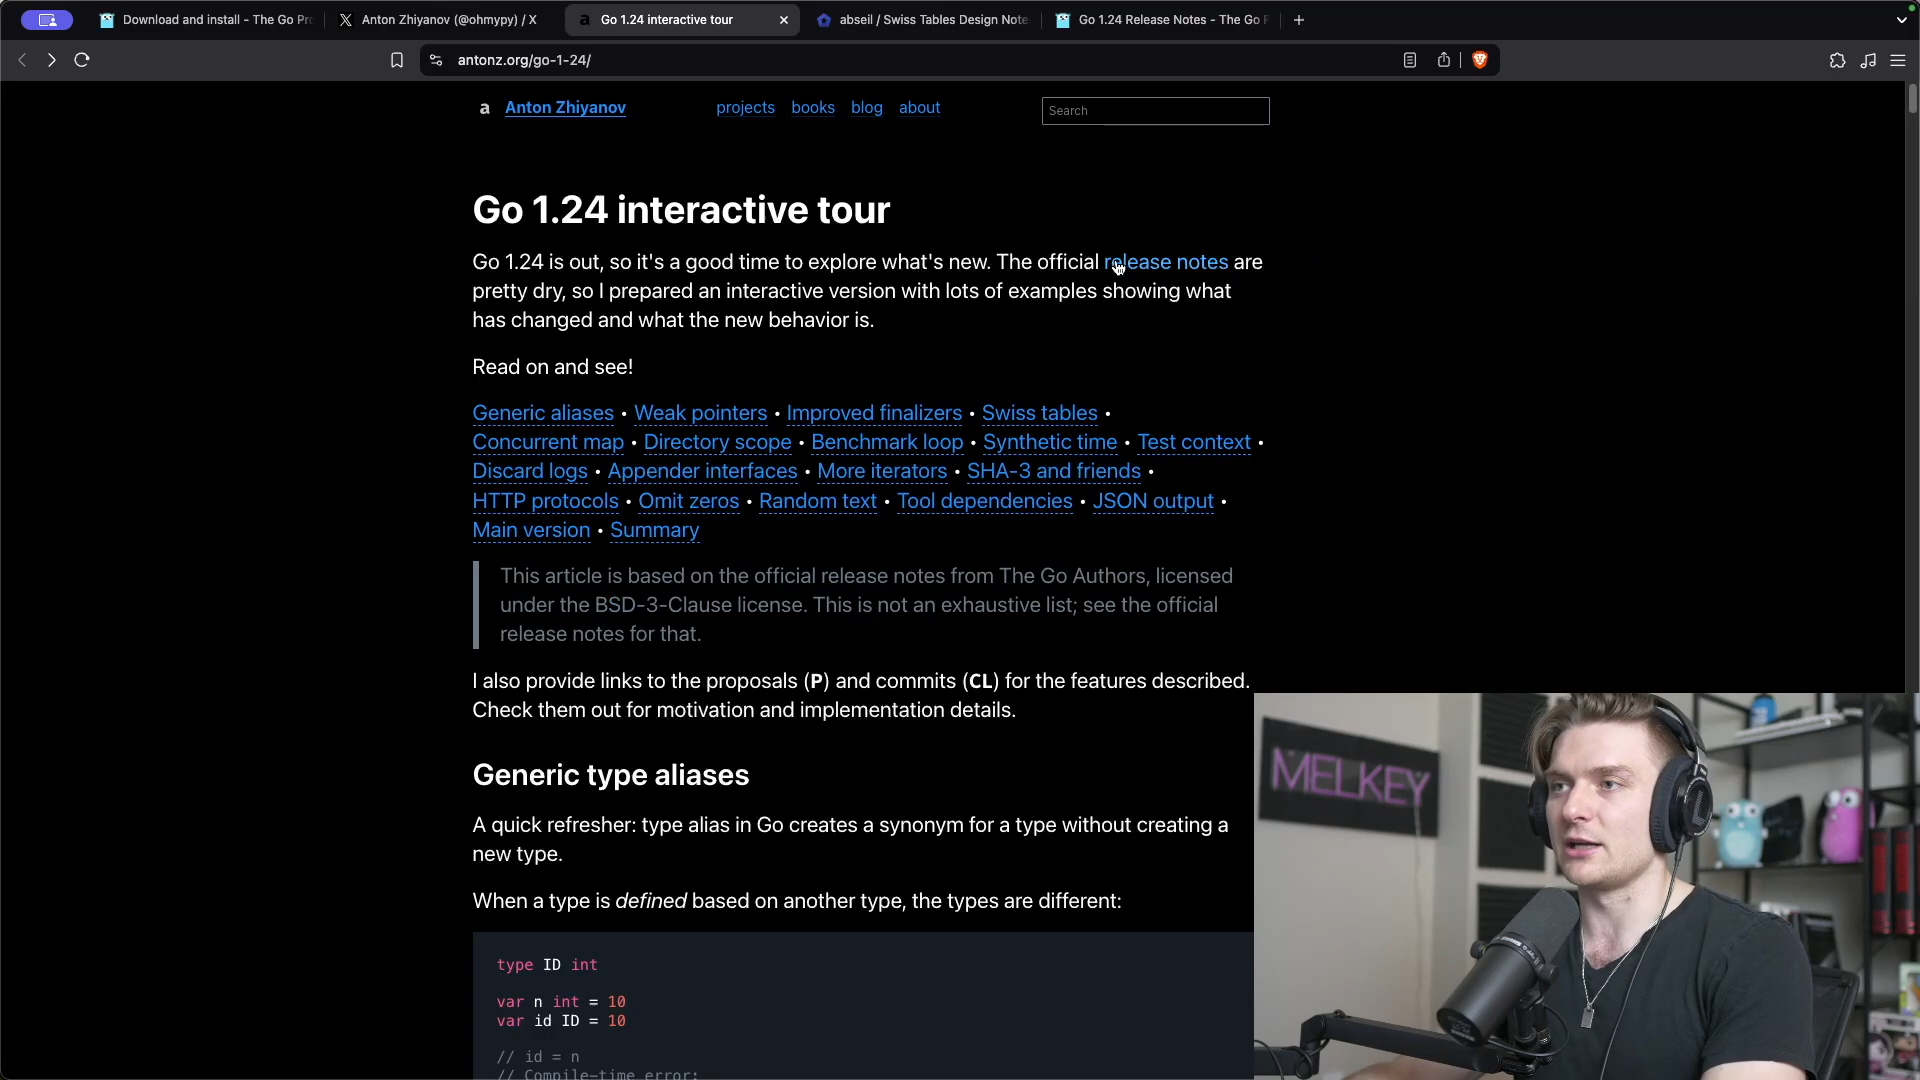 Download and install - The Go Pr
Anton Zhiyanov (@ohmypy) / X
a Go 1.24 interactive tour
abseil / Swiss Tables Design Note
Go 1.24 Release Notes - The Go P
antonz.org/go-1-24/
a Anton Zhiyanov
projects books blog about
Search
Go 1.24 interactive tour
Go 1.24 is out, so it's a good time to explore what's new. The official release notes are
pretty dry, so I prepared an interactive version with lots of examples showing what
has changed and what the new behavior is.
Read on and see!
Generic aliases • Weak pointers • Improved finalizers • Swiss tables •
Concurrent map • Directory scope • Benchmark loop • Synthetic time • Test context •
Discard logs • Appender interfaces • More iterators • SHA-3 and friends •
HTTP protocols • Omit zeros • Random text • Tool dependencies • JSON output •
Main version • Summary
This article is based on the official release notes from The Go Authors, licensed
under the BSD-3-Clause license. This is not an exhaustive list; see the official
release notes for that.
I also provide links to the proposals (P) and commits (CL) for the features described.
Check them out for motivation and implementation details.
Generic type aliases
A quick refresher: type alias in Go creates a synonym for a type without creating a
new type.
When a type is defined based on another type, the types are different:
type ID int
var n int = 10
var id ID = 10
// id = n
// Compile-time error:
MELKEY